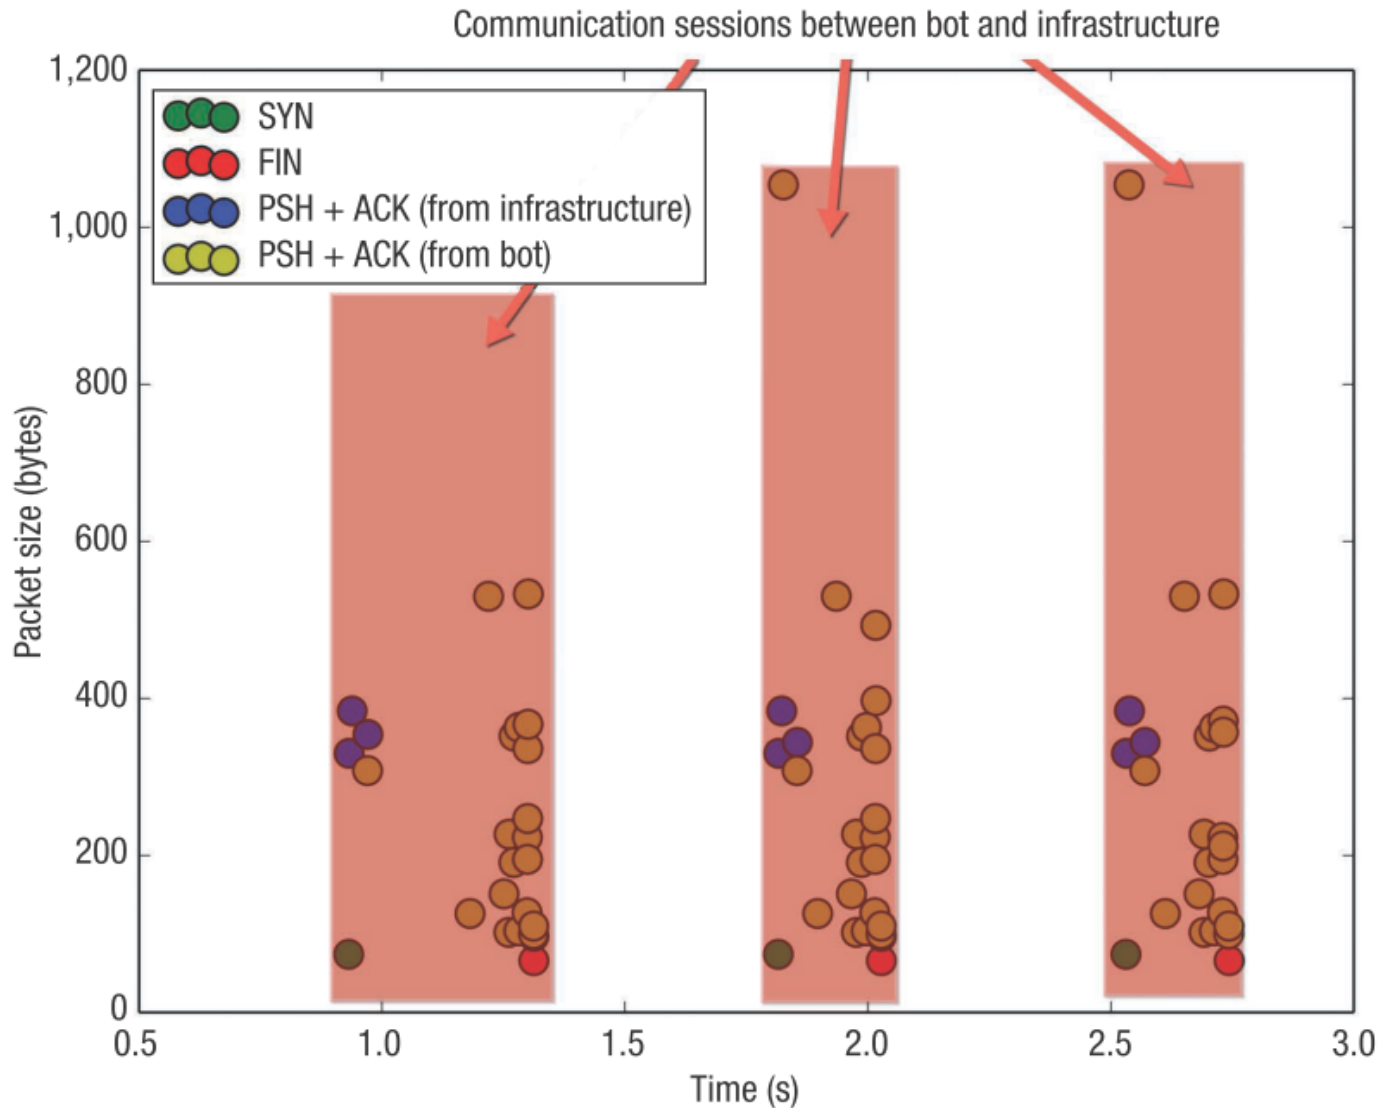 Communication sessions between bot and infrastructure
1,200
1,000
800
600
400
200
0
Packet size (bytes)
SYN
FIN
PSH + ACK (from infrastructure)
PSH + ACK (from bot)
0.5 1.0 1.5 2.0 2.5 3.0
Time (s)